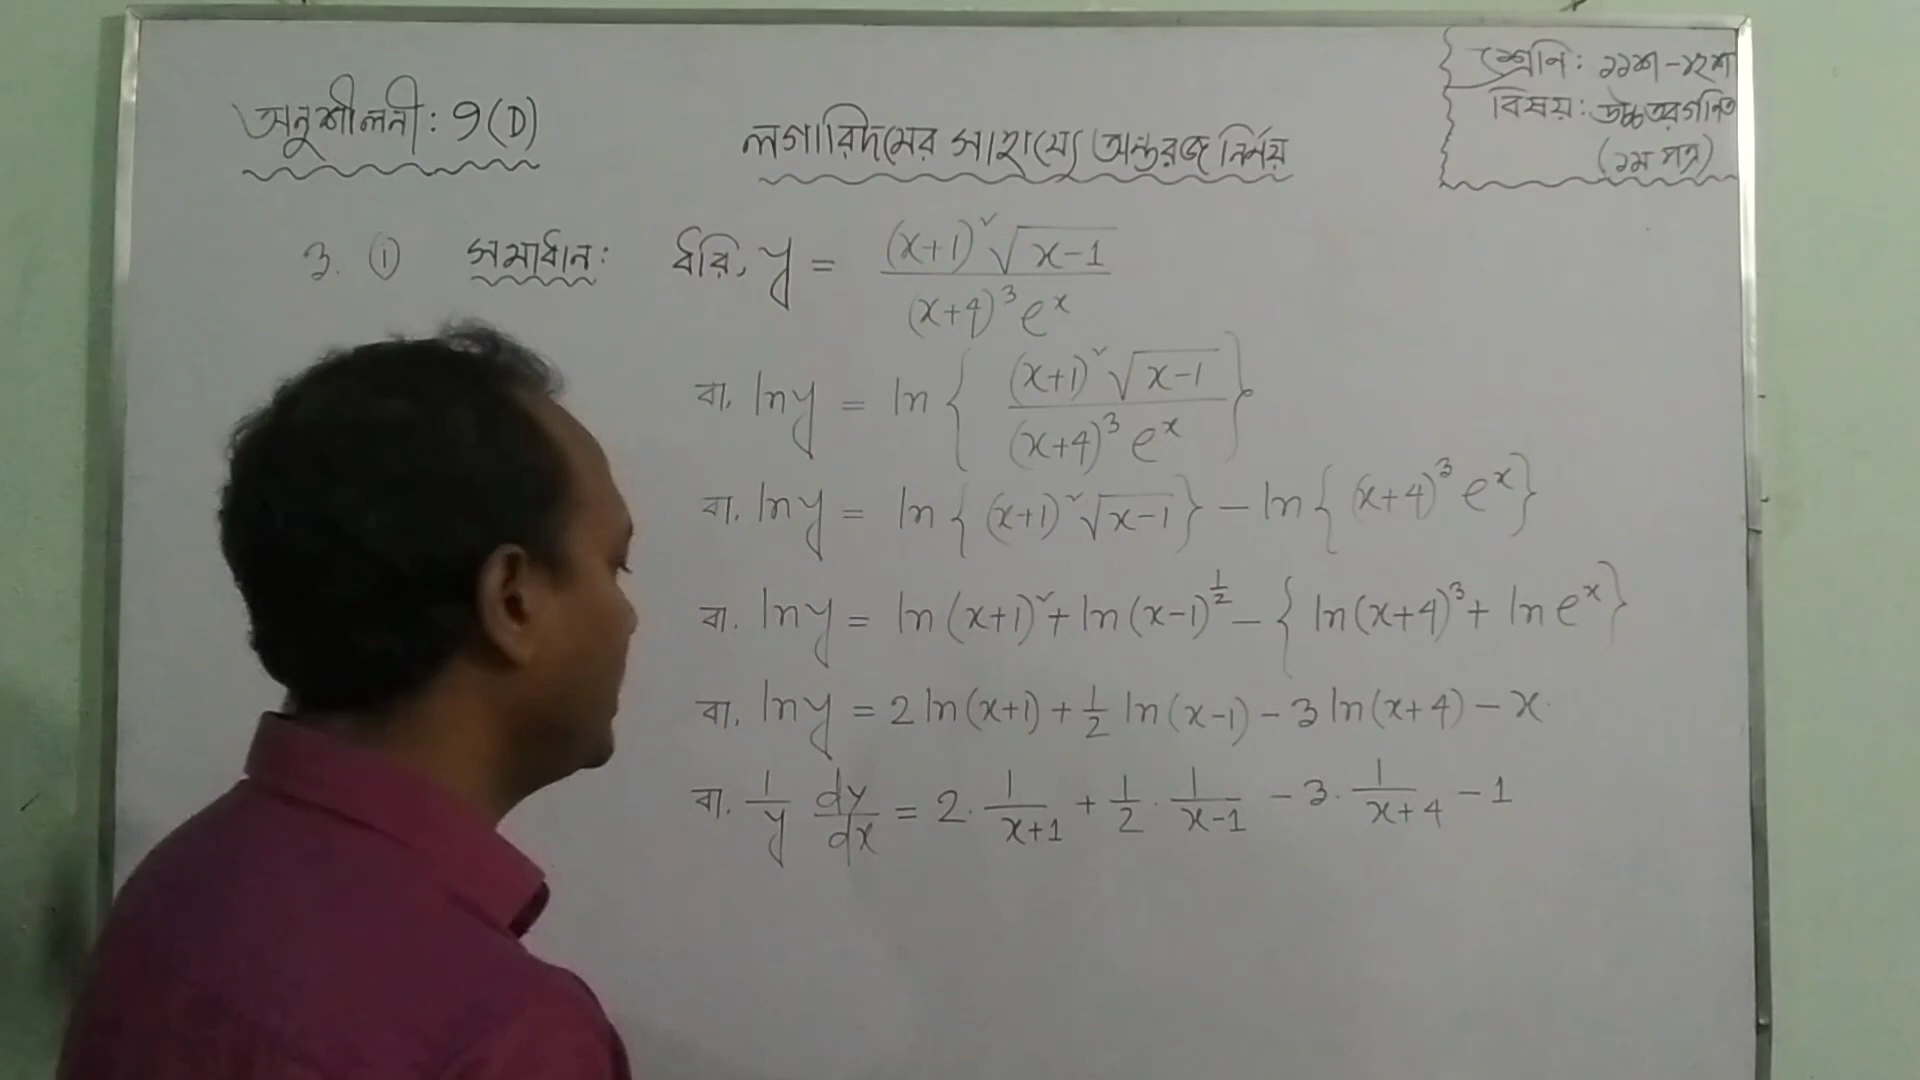 অনুশীলনী: ৭(D)
লগারিদমের সাহায্যে অন্তরজ নির্ণয়
শ্রেনি: ১১শ-১২শ
বিষয়: উচ্চতর গনিত
(১ম পত্র)
3. (i) সমাধান: ধরি, y = (x+1)² √(x-1) / (x+4)³ eˣ
বা, ln y = ln { (x+1)² √(x-1) / (x+4)³ eˣ }
বা, ln y = ln { (x+1)² √(x-1) } - ln { (x+4)³ eˣ }
বা, ln y = ln (x+1)² + ln (x-1)^½ - { ln (x+4)³ + ln eˣ }
বা, ln y = 2 ln (x+1) + ½ ln (x-1) - 3 ln (x+4) - x
বা, 1/y dy/dx = 2. 1/(x+1) + ½ . 1/(x-1) - 3. 1/(x+4) - 1